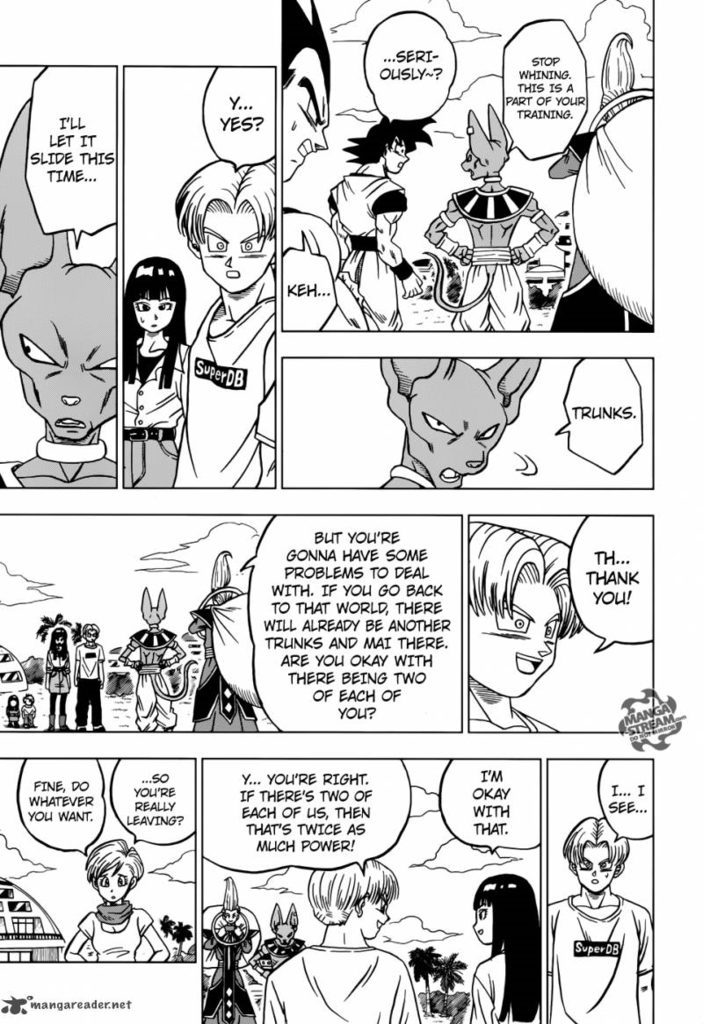 STOP
WHINING.
THIS IS A
PART OF YOUR
TRAINING.
...SERI-
OUSLY~?
KEH...
Y...
YES?
SuperDB
I'LL
LET IT
SLIDE THIS
TIME...
TRUNKS.
TH...
THANK
YOU!
BUT YOU'RE
GONNA HAVE SOME
PROBLEMS TO DEAL
WITH. IF YOU GO BACK
TO THAT WORLD, THERE
WILL ALREADY BE ANOTHER
TRUNKS AND MAI THERE.
ARE YOU OKAY WITH
THERE BEING TWO
OF EACH OF
YOU?
MANGA
STREAM.com
DO NOT MIRROR
I... I
SEE...
SuperDB
I'M
OKAY
WITH
THAT.
Y... YOU'RE RIGHT.
IF THERE'S TWO OF
EACH OF US, THEN
THAT'S TWICE AS
MUCH POWER!
...SO
YOU'RE
REALLY
LEAVING?
FINE, DO
WHATEVER
YOU WANT.
mangareader.net